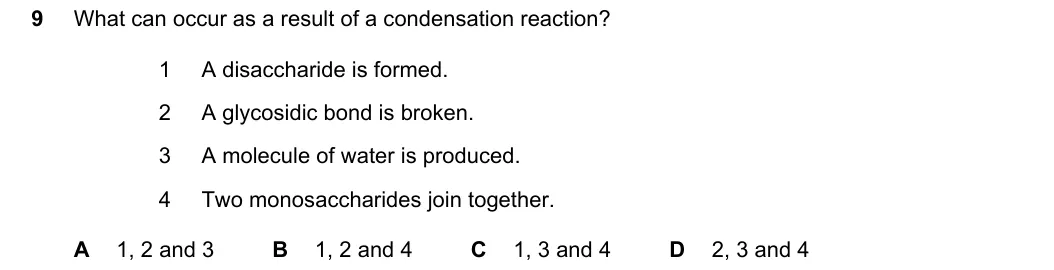 9 What can occur as a result of a condensation reaction?
1 A disaccharide is formed.
2 A glycosidic bond is broken.
3 A molecule of water is produced.
4 Two monosaccharides join together.
A 1, 2 and 3 B 1, 2 and 4 C 1, 3 and 4 D 2, 3 and 4